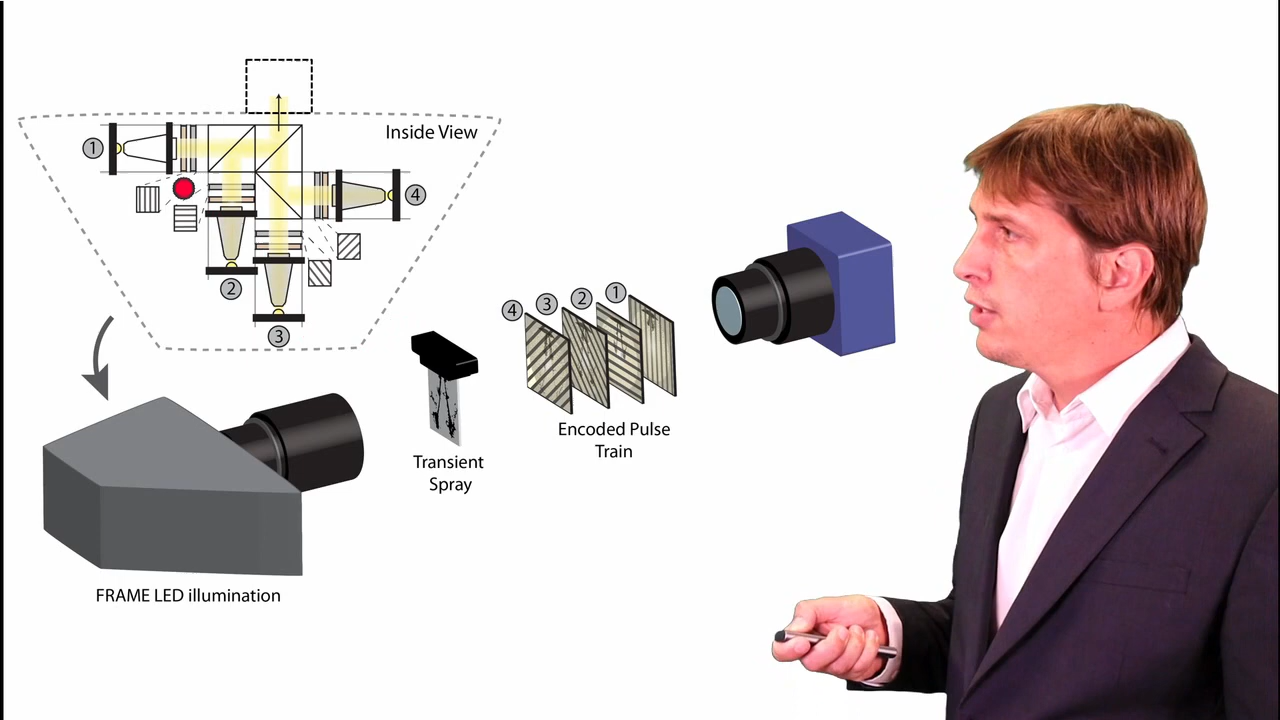 Inside View
1
4
2
3
4
3
2
1
Encoded Pulse
Train
Transient
Spray
FRAME LED illumination